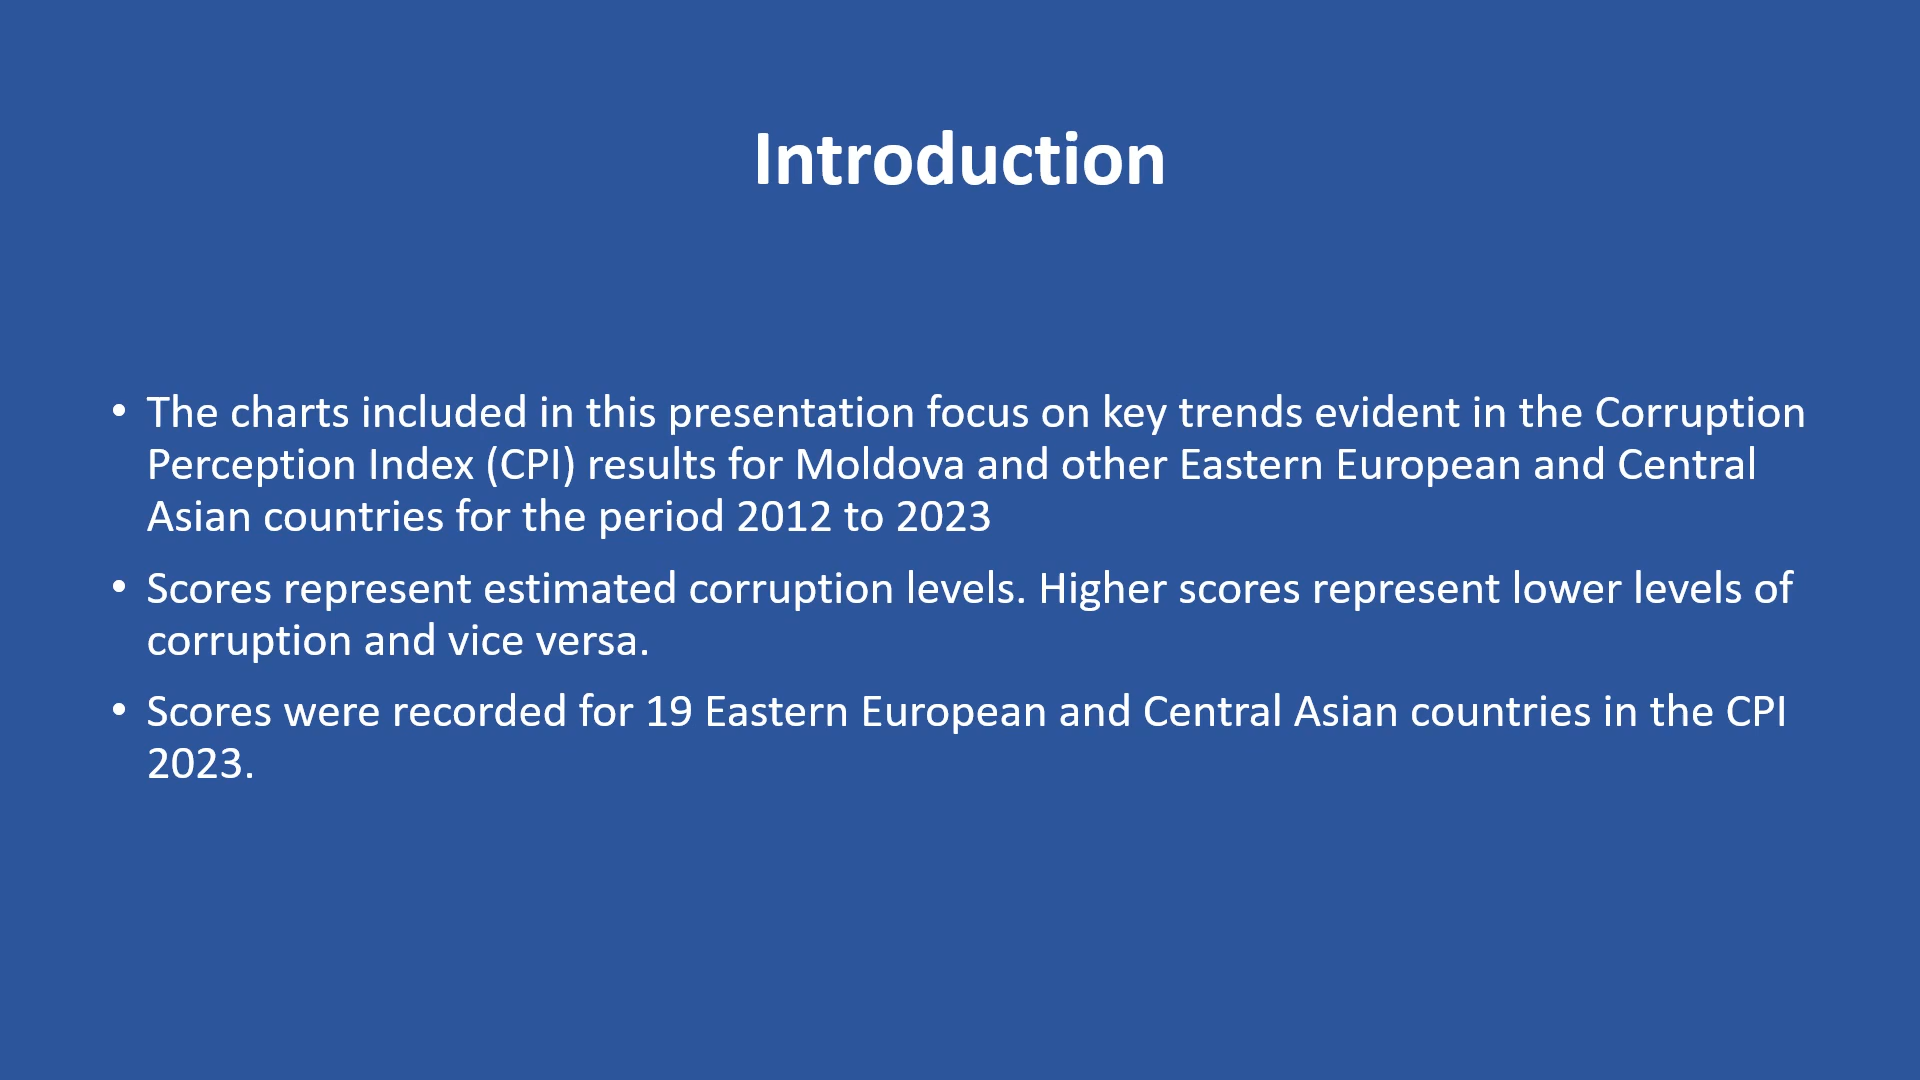 Introduction
• The charts included in this presentation focus on key trends evident in the Corruption
Perception Index (CPI) results for Moldova and other Eastern European and Central
Asian countries for the period 2012 to 2023
• Scores represent estimated corruption levels. Higher scores represent lower levels of
corruption and vice versa.
• Scores were recorded for 19 Eastern European and Central Asian countries in the CPI
2023.